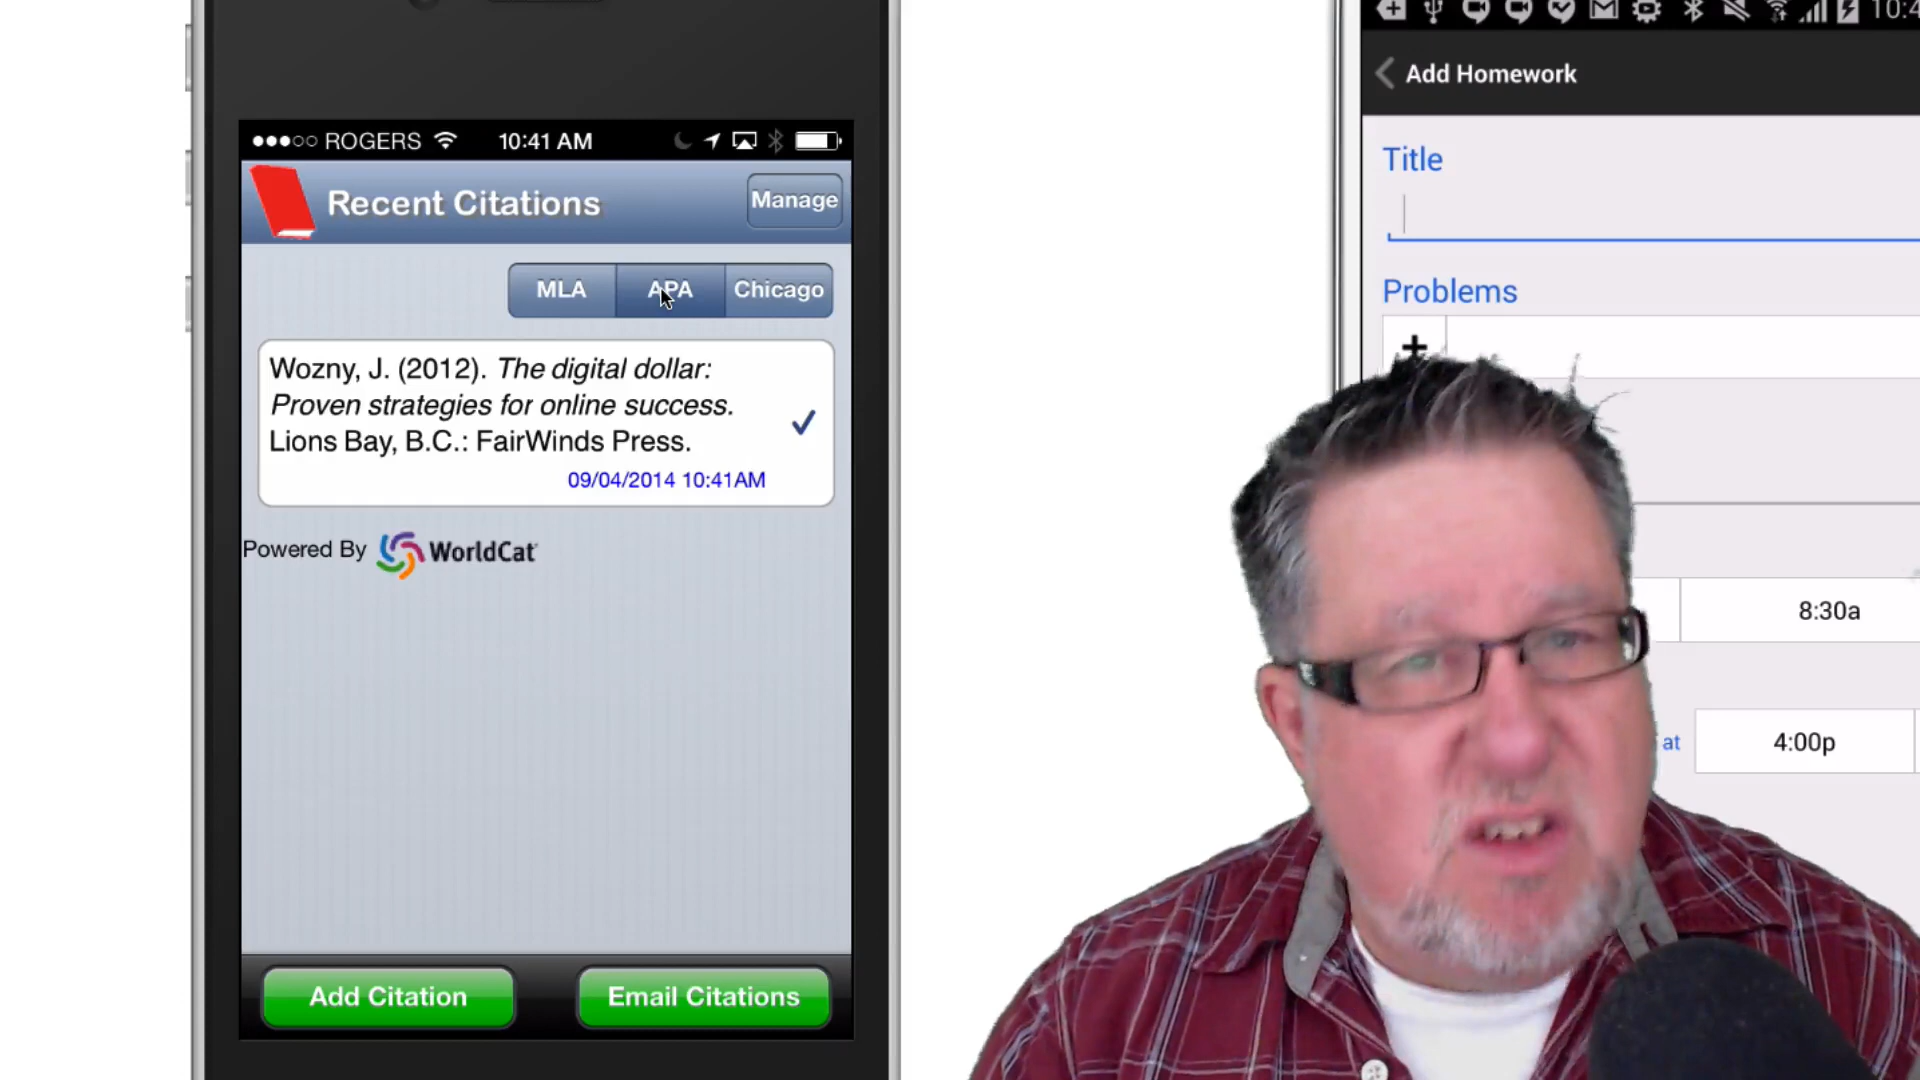 ROGERS 10:41 AM
Recent Citations
Manage
MLA APA Chicago
Wozny, J. (2012). The digital dollar:
Proven strategies for online success.
Lions Bay, B.C.: FairWinds Press.
09/04/2014 10:41AM
Powered By WorldCat
Add Citation
Email Citations
Add Homework
Title
Problems
+
8:30a
at
4:00p